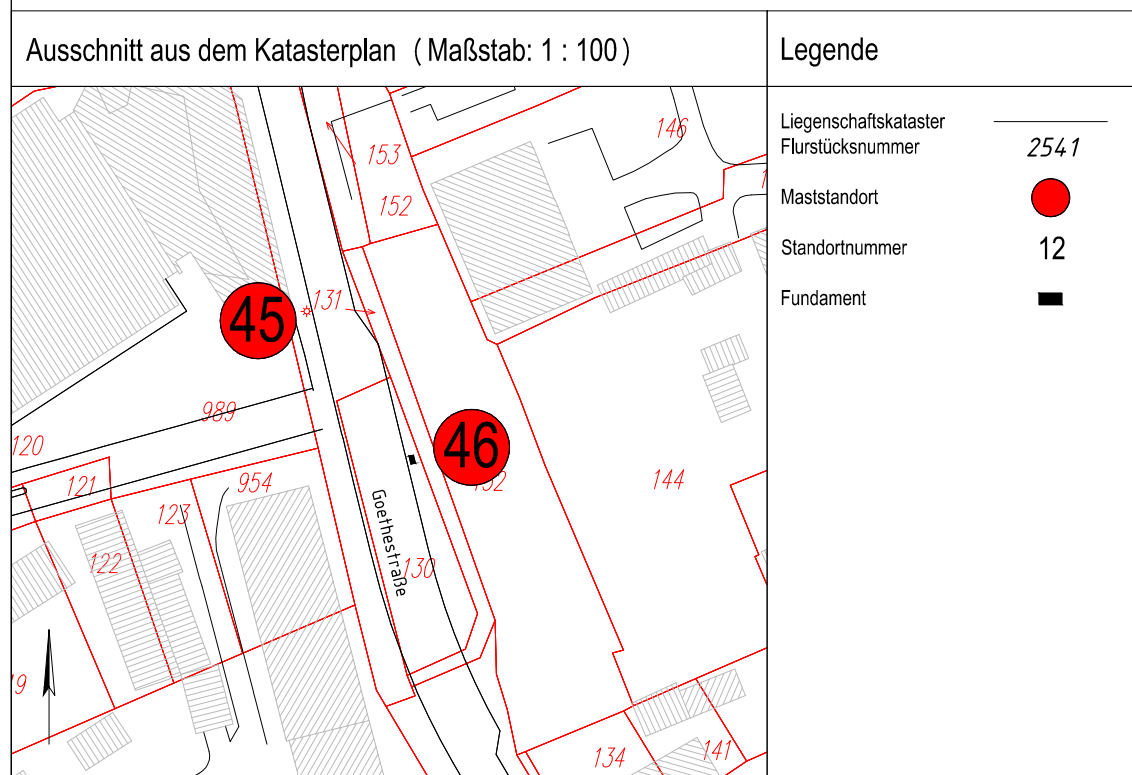 Ausschnitt aus dem Katasterplan (Maßstab: 1 : 100)
Legende
Liegenschaftskataster
Flurstücksnummer 2541
Maststandort
Standortnummer 12
Fundament
146
153
152
131
45
989
46
120
121
954
144
123
122
Goethestraße
130
134
141